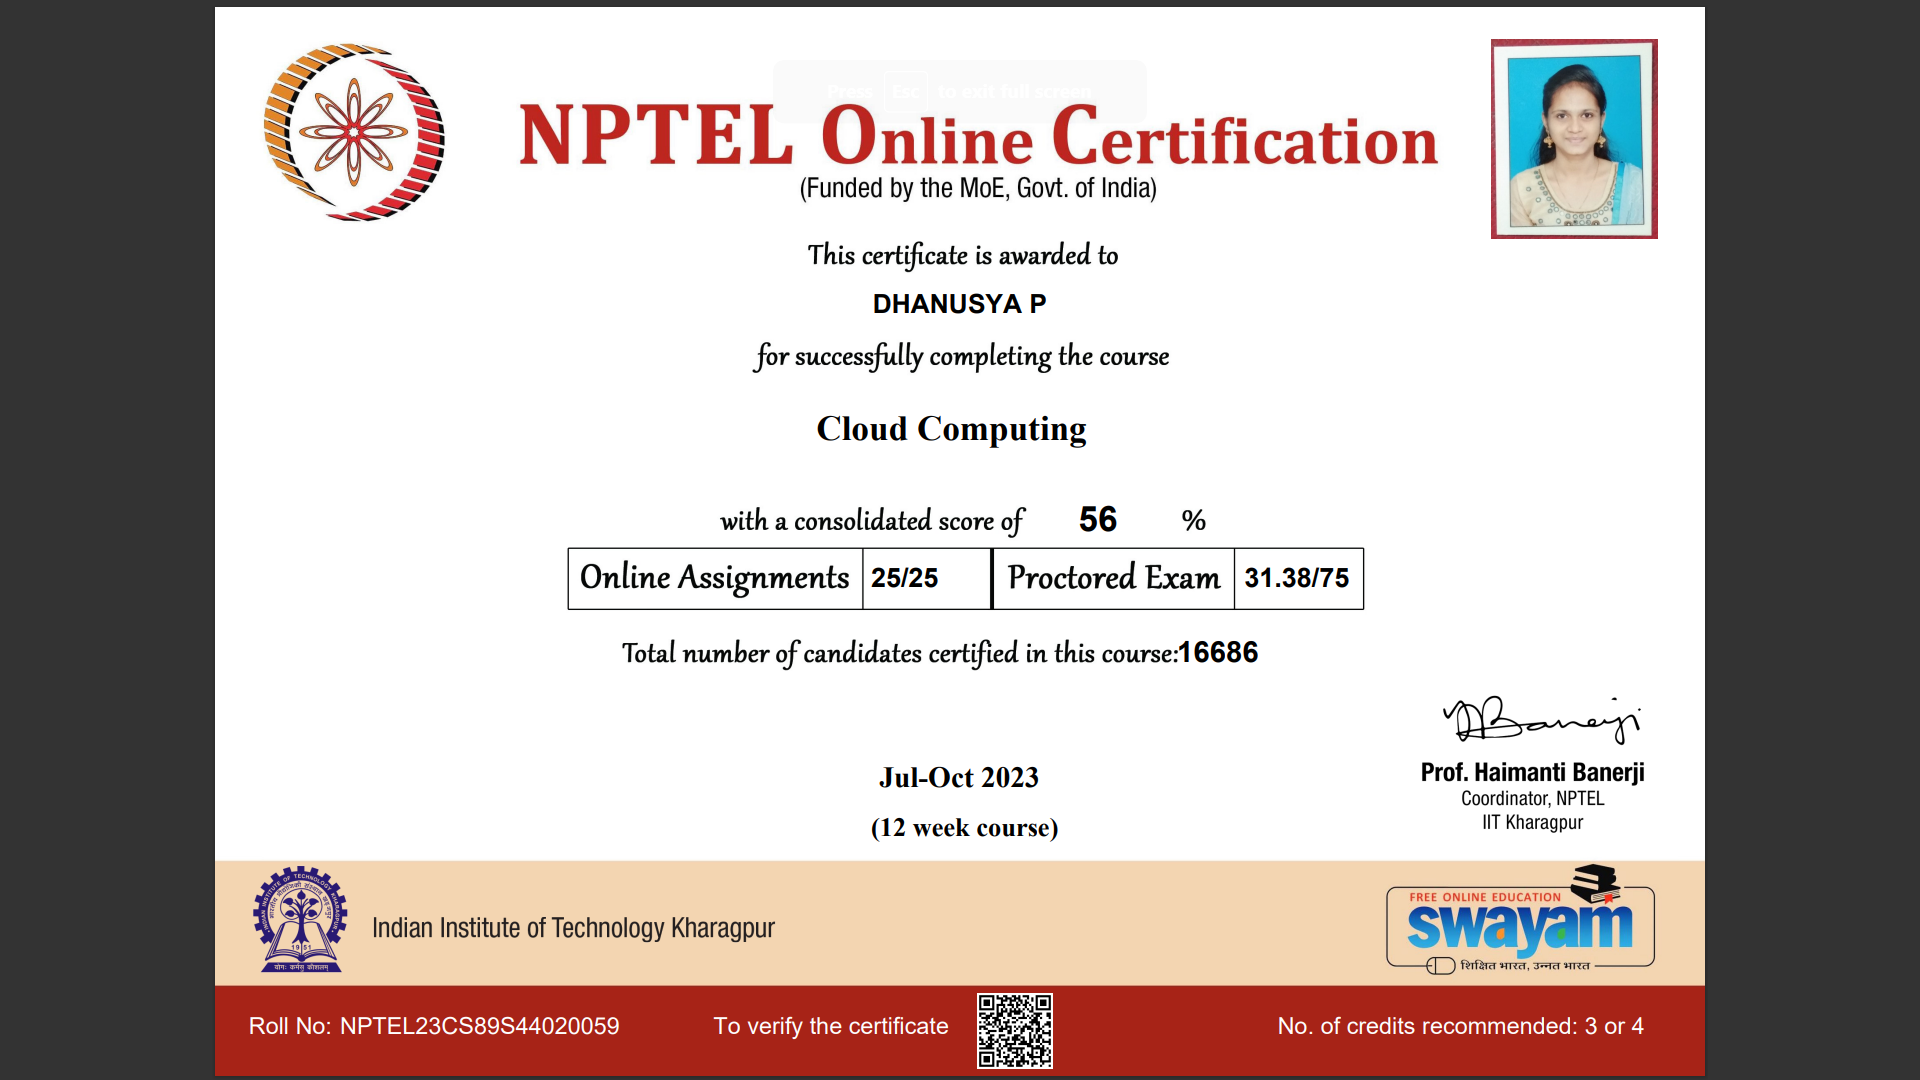 Press Esc to exit full screen
NPTEL Online Certification
(Funded by the MoE, Govt. of India)
This certificate is awarded to
DHANUSYA P
for successfully completing the course
Cloud Computing
with a consolidated score of 56 %
Online Assignments 25/25 Proctored Exam 31.38/75
Total number of candidates certified in this course:16686
Jul-Oct 2023
(12 week course)
Prof. Haimanti Banerji
Coordinator, NPTEL
IIT Kharagpur
Indian Institute of Technology Kharagpur
1951
योगः कर्मसु कौशलम्
FREE ONLINE EDUCATION
swayam
शिक्षित भारत, उन्नत भारत
Roll No: NPTEL23CS89S44020059
To verify the certificate
No. of credits recommended: 3 or 4